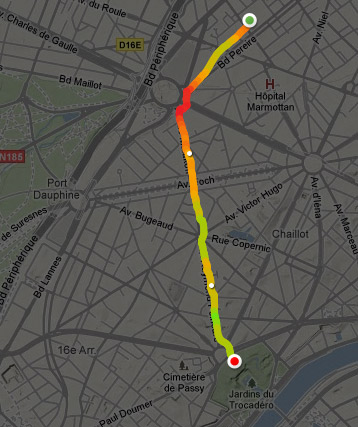 Av. du Roule
Av. Charles de Gaulle
D16E
Bd Périphérique
Av. Niel
Bd Pereire
Bd Maillot
H
Hôpital
Marmottan
N185
Port
Dauphine
Av. Foch
Av. Victor Hugo
Av. d'Iéna
Av. Marceau
de Suresnes
Av. Bugeaud
Rue Copernic
Chaillot
Bd Périphérique
Bd Lannes
16e Arr.
Cimetière
de Passy
Jardins du
Trocadéro
Paul Doumer